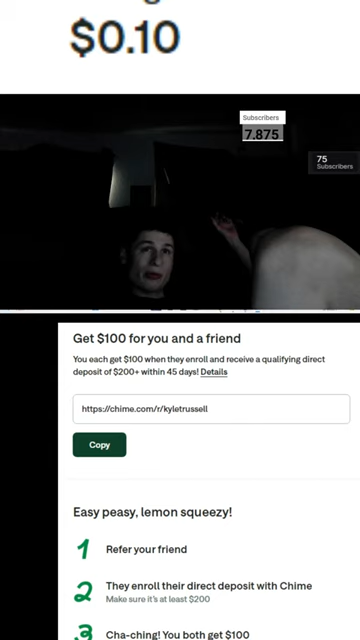 $0.10
Subscribers
7.875
75
Subscribers
Get $100 for you and a friend
You each get $100 when they enroll and receive a qualifying direct
deposit of $200+ within 45 days! Details
https://chime.com/r/kyletrussell
Copy
Easy peasy, lemon squeezy!
1 Refer your friend
2 They enroll their direct deposit with Chime
Make sure it's at least $200
3 Cha-ching! You both get $100